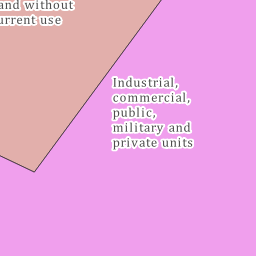 and without
urrent use
Industrial,
commercial,
public,
military and
private units